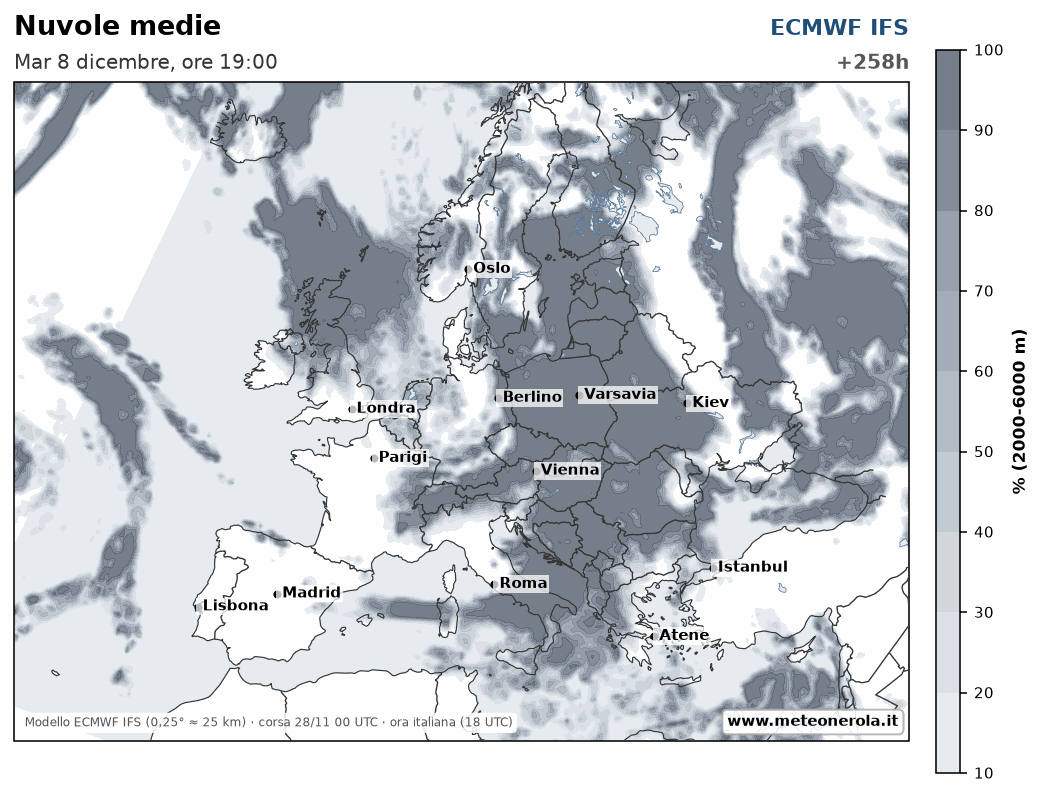 Nuvole medie
ECMWF IFS
Mar 8 dicembre, ore 19:00
+258h
Oslo
Berlino
Varsavia
Kiev
Londra
Parigi
Vienna
Istanbul
Roma
Madrid
Lisbona
Atene
Modello ECMWF IFS (0,25° ≈ 25 km) · corsa 28/11 00 UTC · ora italiana (18 UTC)
www.meteonerola.it
100
90
80
70
60
50
40
30
20
10
% (2000-6000 m)